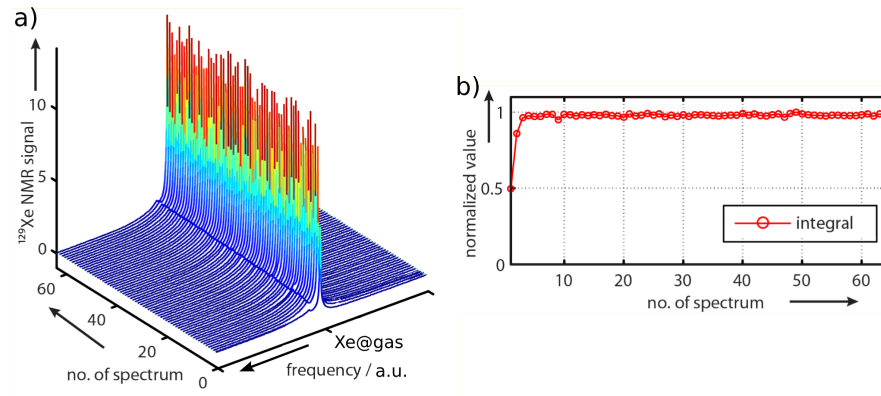 a)
¹²⁹Xe NMR signal
10
5
0
60
40
20
0
no. of spectrum
Xe@gas
frequency / a.u.
b)
normalized value
1
0.5
0
integral
10 20 30 40 50 60
no. of spectrum